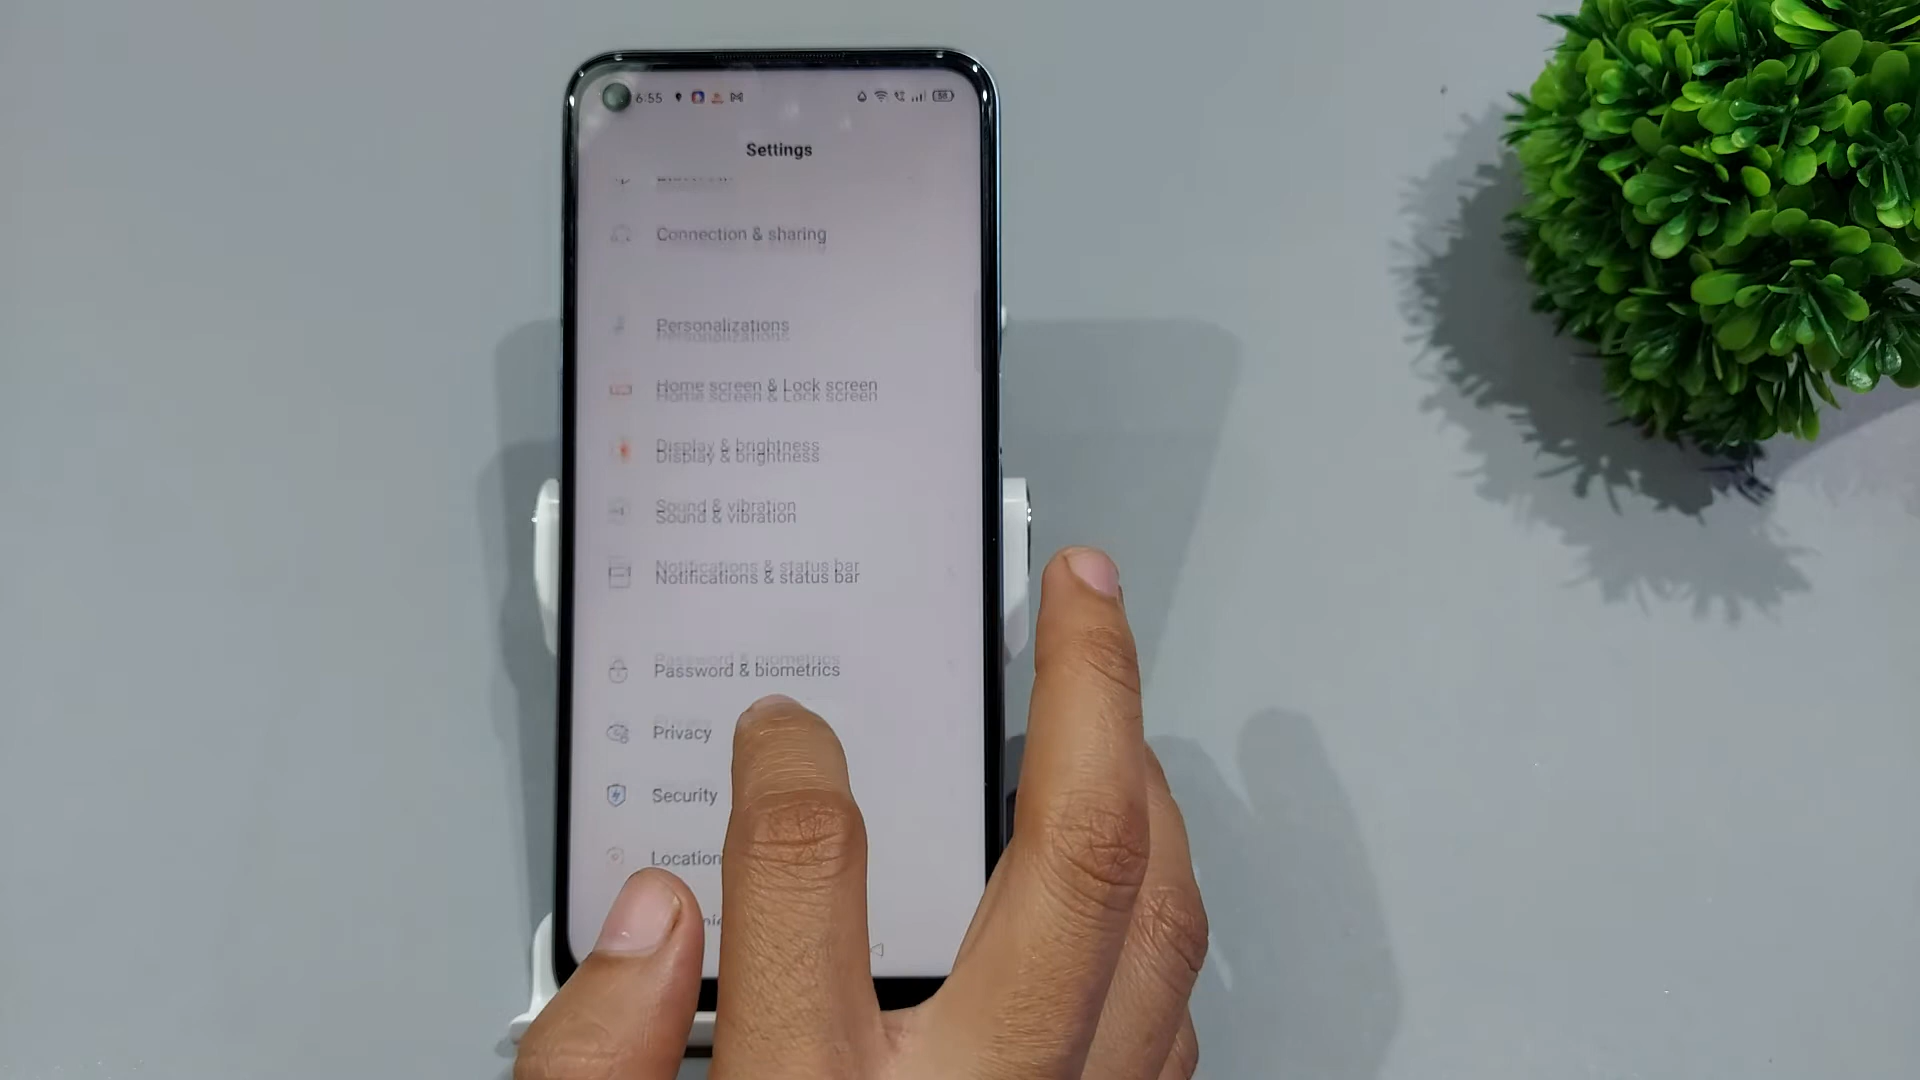 6:55
58
Settings
Connection & sharing
Personalizations
Home screen & Lock screen
Display & brightness
Sound & vibration
Notifications & status bar
Password & biometrics
Privacy
Security
Location